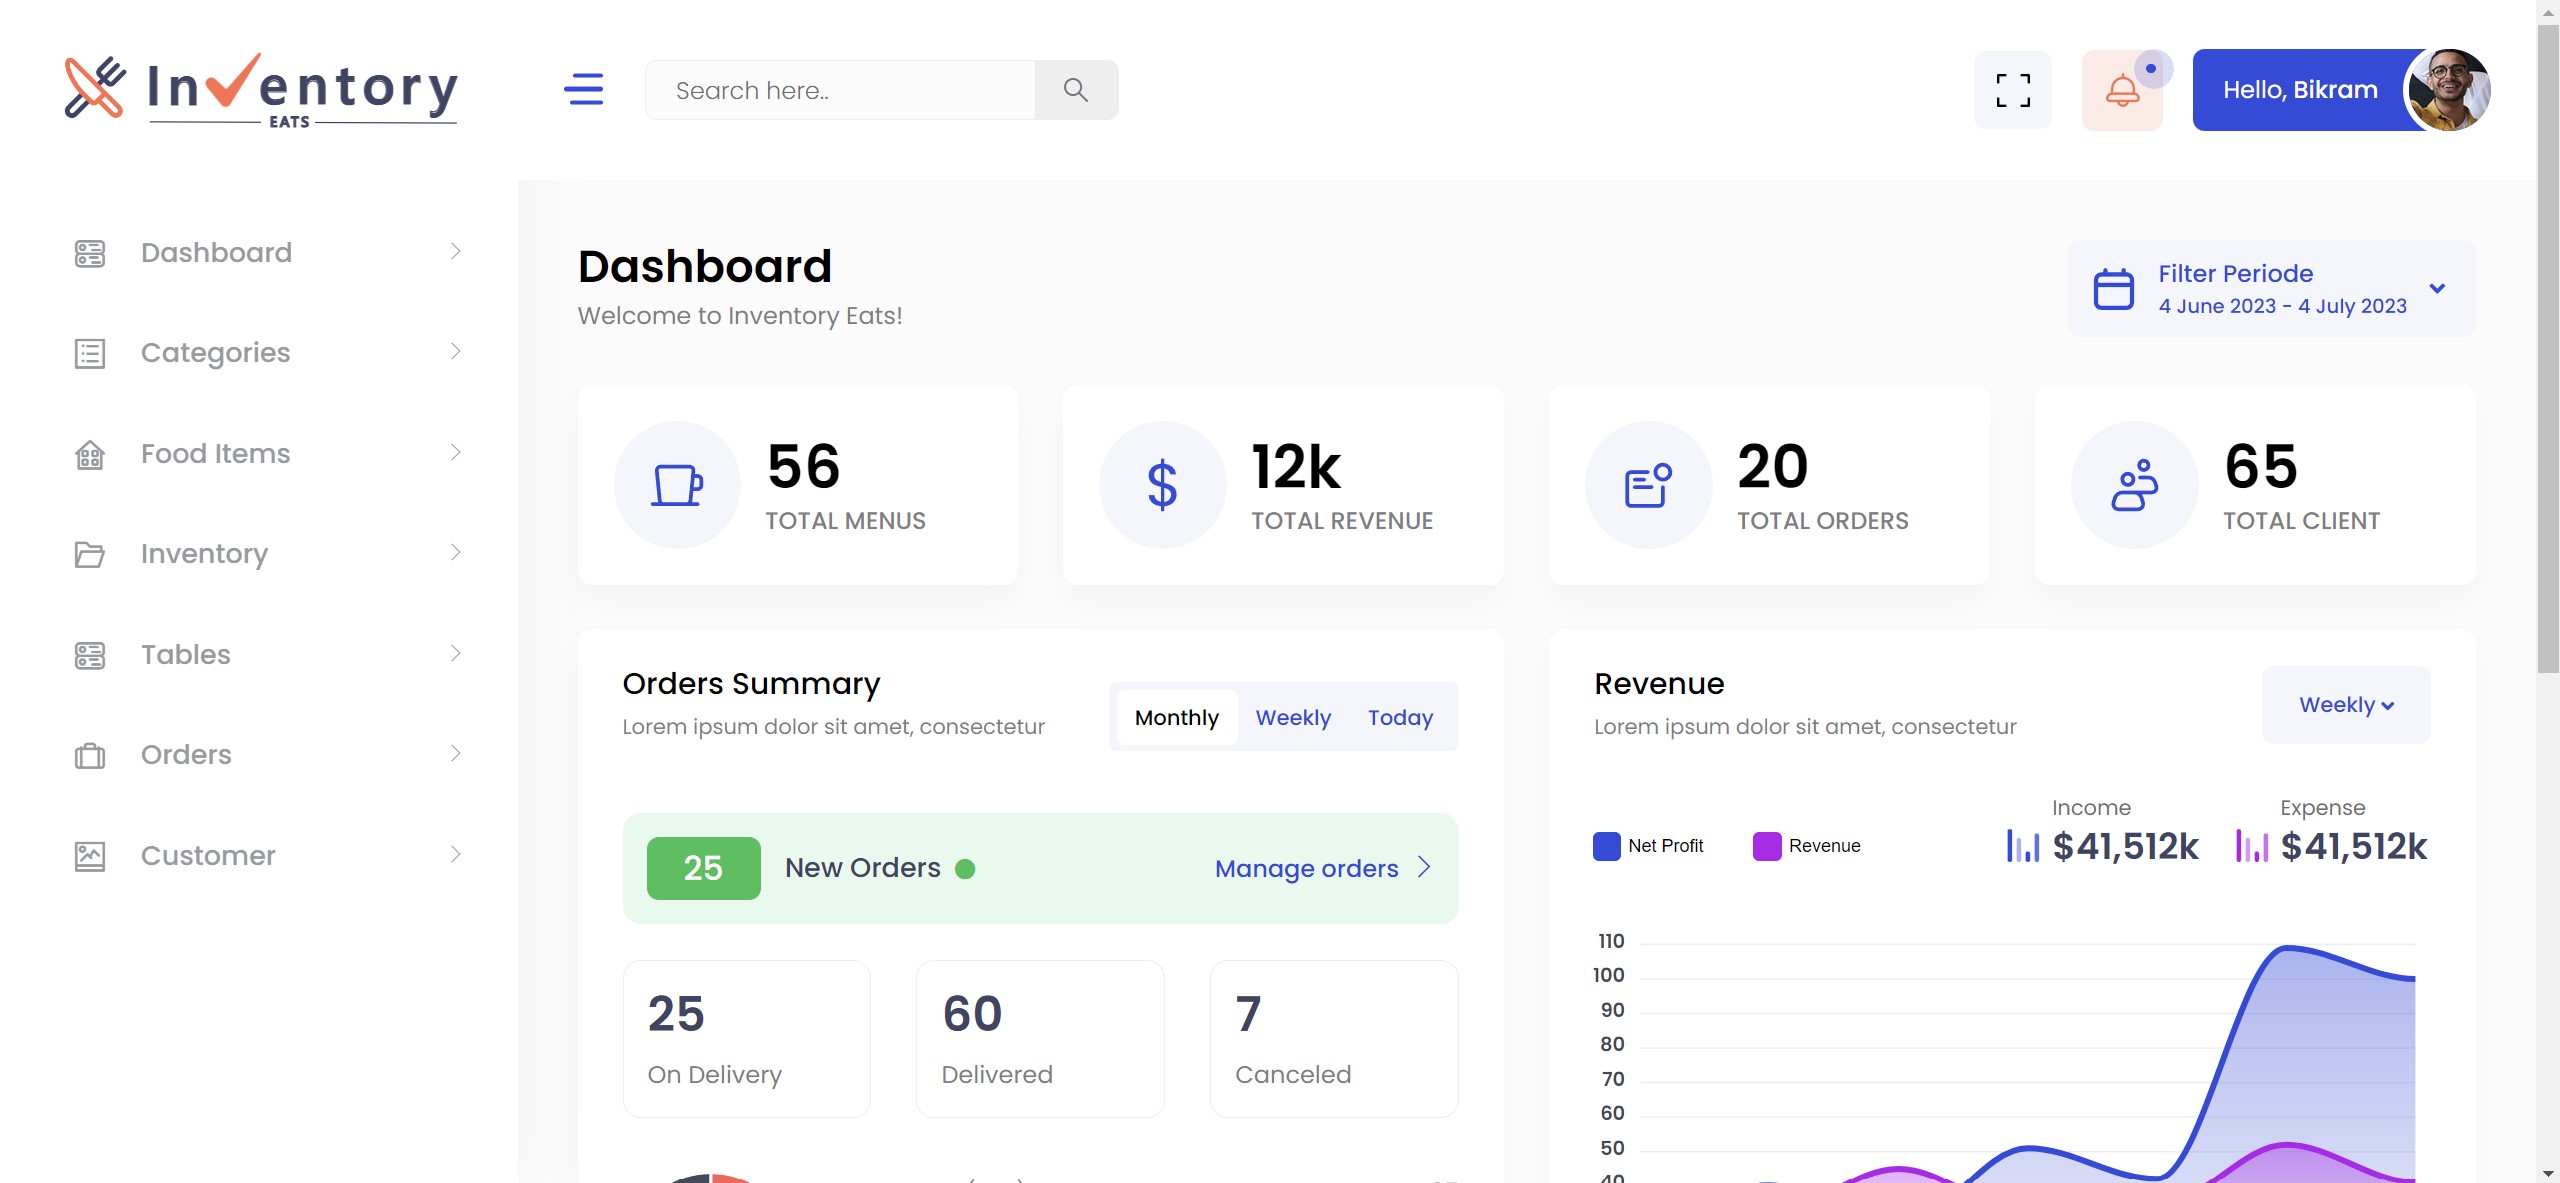 Inventory
EATS
Search here..
Hello, Bikram
Dashboard
Categories
Food Items
Inventory
Tables
Orders
Customer
Dashboard
Welcome to Inventory Eats!
Filter Periode
4 June 2023 - 4 July 2023
56
TOTAL MENUS
12k
TOTAL REVENUE
20
TOTAL ORDERS
65
TOTAL CLIENT
Orders Summary
Lorem ipsum dolor sit amet, consectetur
Monthly Weekly Today
25 New Orders Manage orders
25
On Delivery
60
Delivered
7
Canceled
Revenue
Lorem ipsum dolor sit amet, consectetur
Weekly
Net Profit Revenue
Income
$41,512k
Expense
$41,512k
110
100
90
80
70
60
50
40